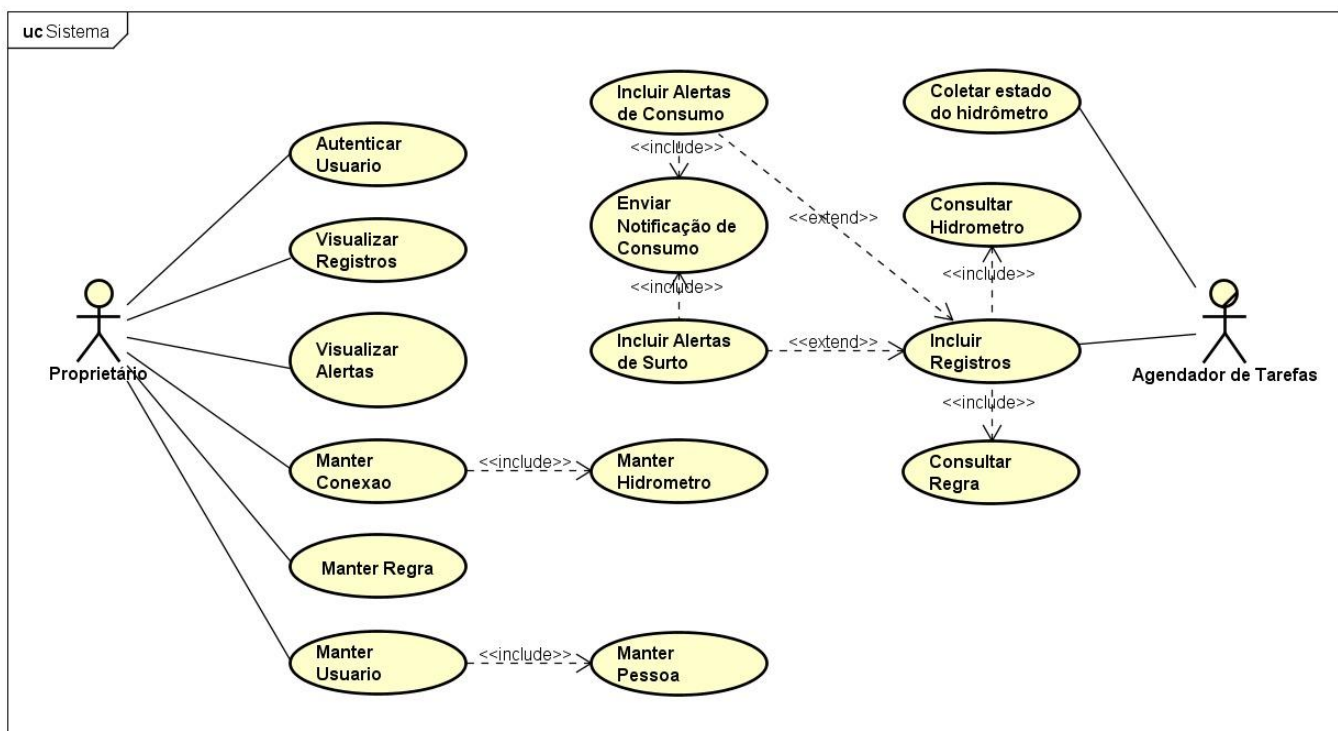 uc Sistema
Autenticar
Usuario
Visualizar
Registros
Visualizar
Alertas
Proprietário
Manter
Conexao
<<include>>
Manter
Hidrometro
Manter Regra
Manter
Usuario
<<include>>
Manter
Pessoa
Incluir Alertas
de Consumo
<<include>>
Enviar
Notificação de
Consumo
<<include>>
Incluir Alertas
de Surto
<<extend>>
<<extend>>
Coletar estado
do hidrômetro
Consultar
Hidrometro
<<include>>
Incluir
Registros
<<include>>
Consultar
Regra
Agendador de Tarefas